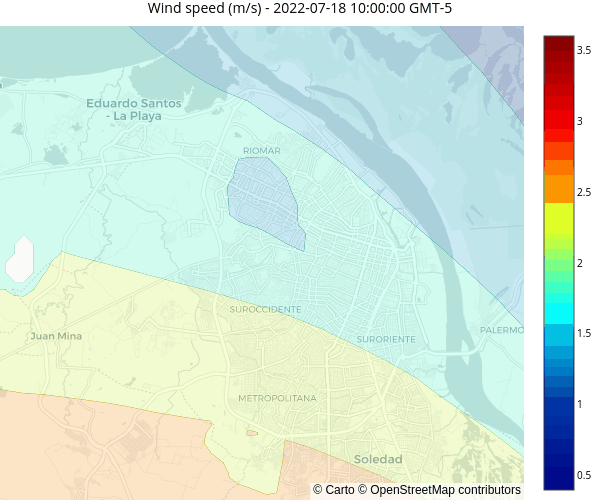 Wind speed (m/s) - 2022-07-18 10:00:00 GMT-5
Eduardo Santos
- La Playa
RIOMAR
SUROCCIDENTE
SURORIENTE
PALERMO
Juan Mina
METROPOLITANA
Soledad
© Carto © OpenStreetMap contributors
3.5
3
2.5
2
1.5
1
0.5